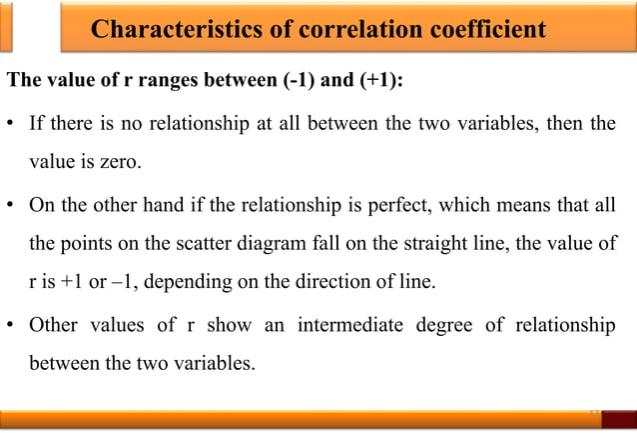 Characteristics of correlation coefficient
The value of r ranges between (-1) and (+1):
• If there is no relationship at all between the two variables, then the
value is zero.
• On the other hand if the relationship is perfect, which means that all
the points on the scatter diagram fall on the straight line, the value of
r is +1 or –1, depending on the direction of line.
• Other values of r show an intermediate degree of relationship
between the two variables.